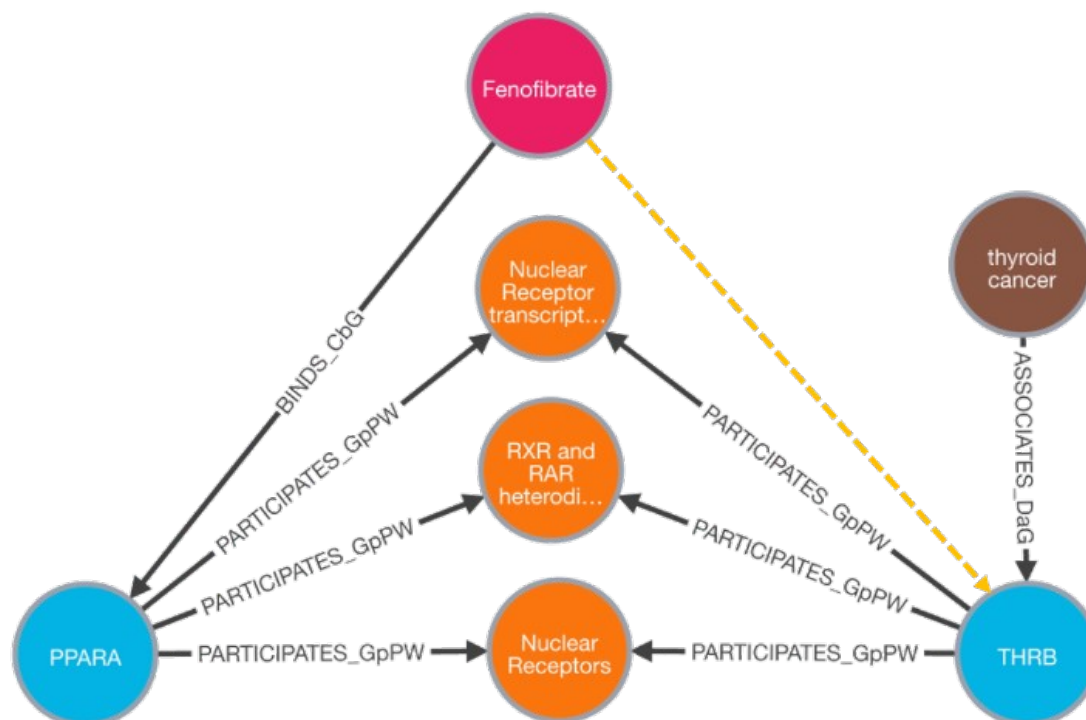 Fenofibrate
Nuclear
Receptor
transcript...
thyroid
cancer
BINDS_CbG
PARTICIPATES_GpPW
PARTICIPATES_GpPW
ASSOCIATES_DaG
RXR and
RAR
heterodi...
PARTICIPATES_GpPW
PARTICIPATES_GpPW
PPARA
PARTICIPATES_GpPW
Nuclear
Receptors
PARTICIPATES_GpPW
THRB